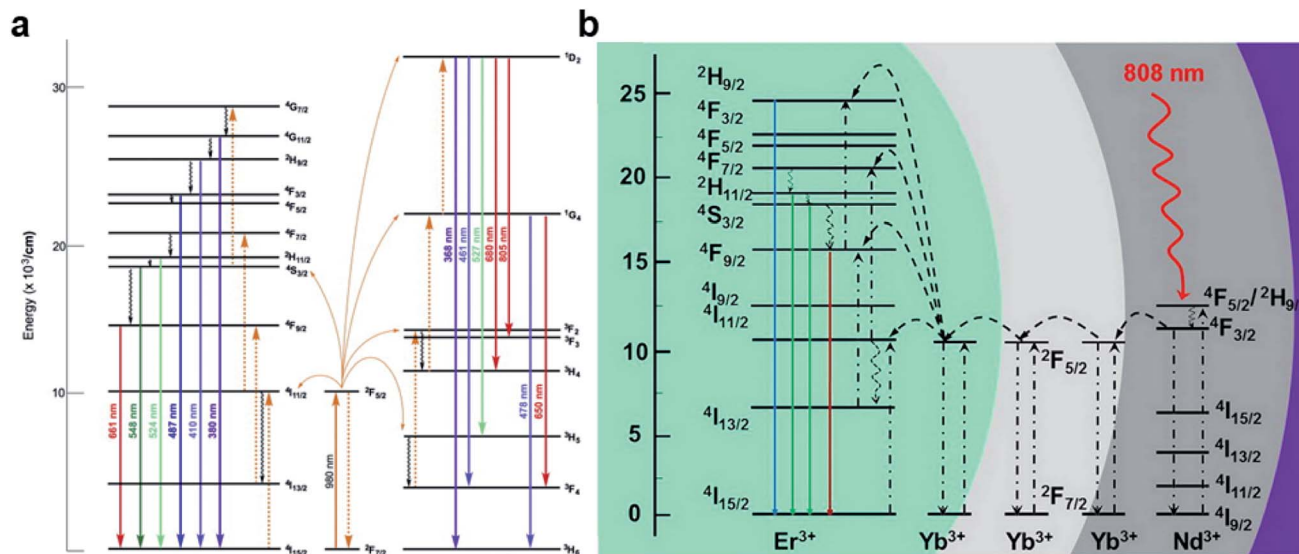 a
Energy (x 10³/cm)
30
20
10
0
⁴G₇/₂
⁴G₁₁/₂
²H₉/₂
⁴F₃/₂
⁴F₅/₂
⁴F₇/₂
²H₁₁/₂
⁴S₃/₂
⁴F₉/₂
⁴I₁₁/₂
⁴I₁₃/₂
⁴I₁₅/₂
661 nm
548 nm
524 nm
487 nm
410 nm
380 nm
980 nm
²F₅/₂
²F₇/₂
368 nm
461 nm
527 nm
680 nm
805 nm
478 nm
650 nm
¹D₂
¹G₄
³F₂
³F₃
³H₄
³H₅
³F₄
³H₆
b
25
20
15
10
5
0
²H₉/₂
⁴F₃/₂
⁴F₅/₂
⁴F₇/₂
²H₁₁/₂
⁴S₃/₂
⁴F₉/₂
⁴I₉/₂
⁴I₁₁/₂
⁴I₁₃/₂
⁴I₁₅/₂
808 nm
²F₅/₂
²F₇/₂
⁴F₅/₂/²H₉/
⁴F₃/₂
⁴I₁₅/₂
⁴I₁₃/₂
⁴I₁₁/₂
⁴I₉/₂
Er³⁺
Yb³⁺
Yb³⁺
Yb³⁺
Nd³⁺